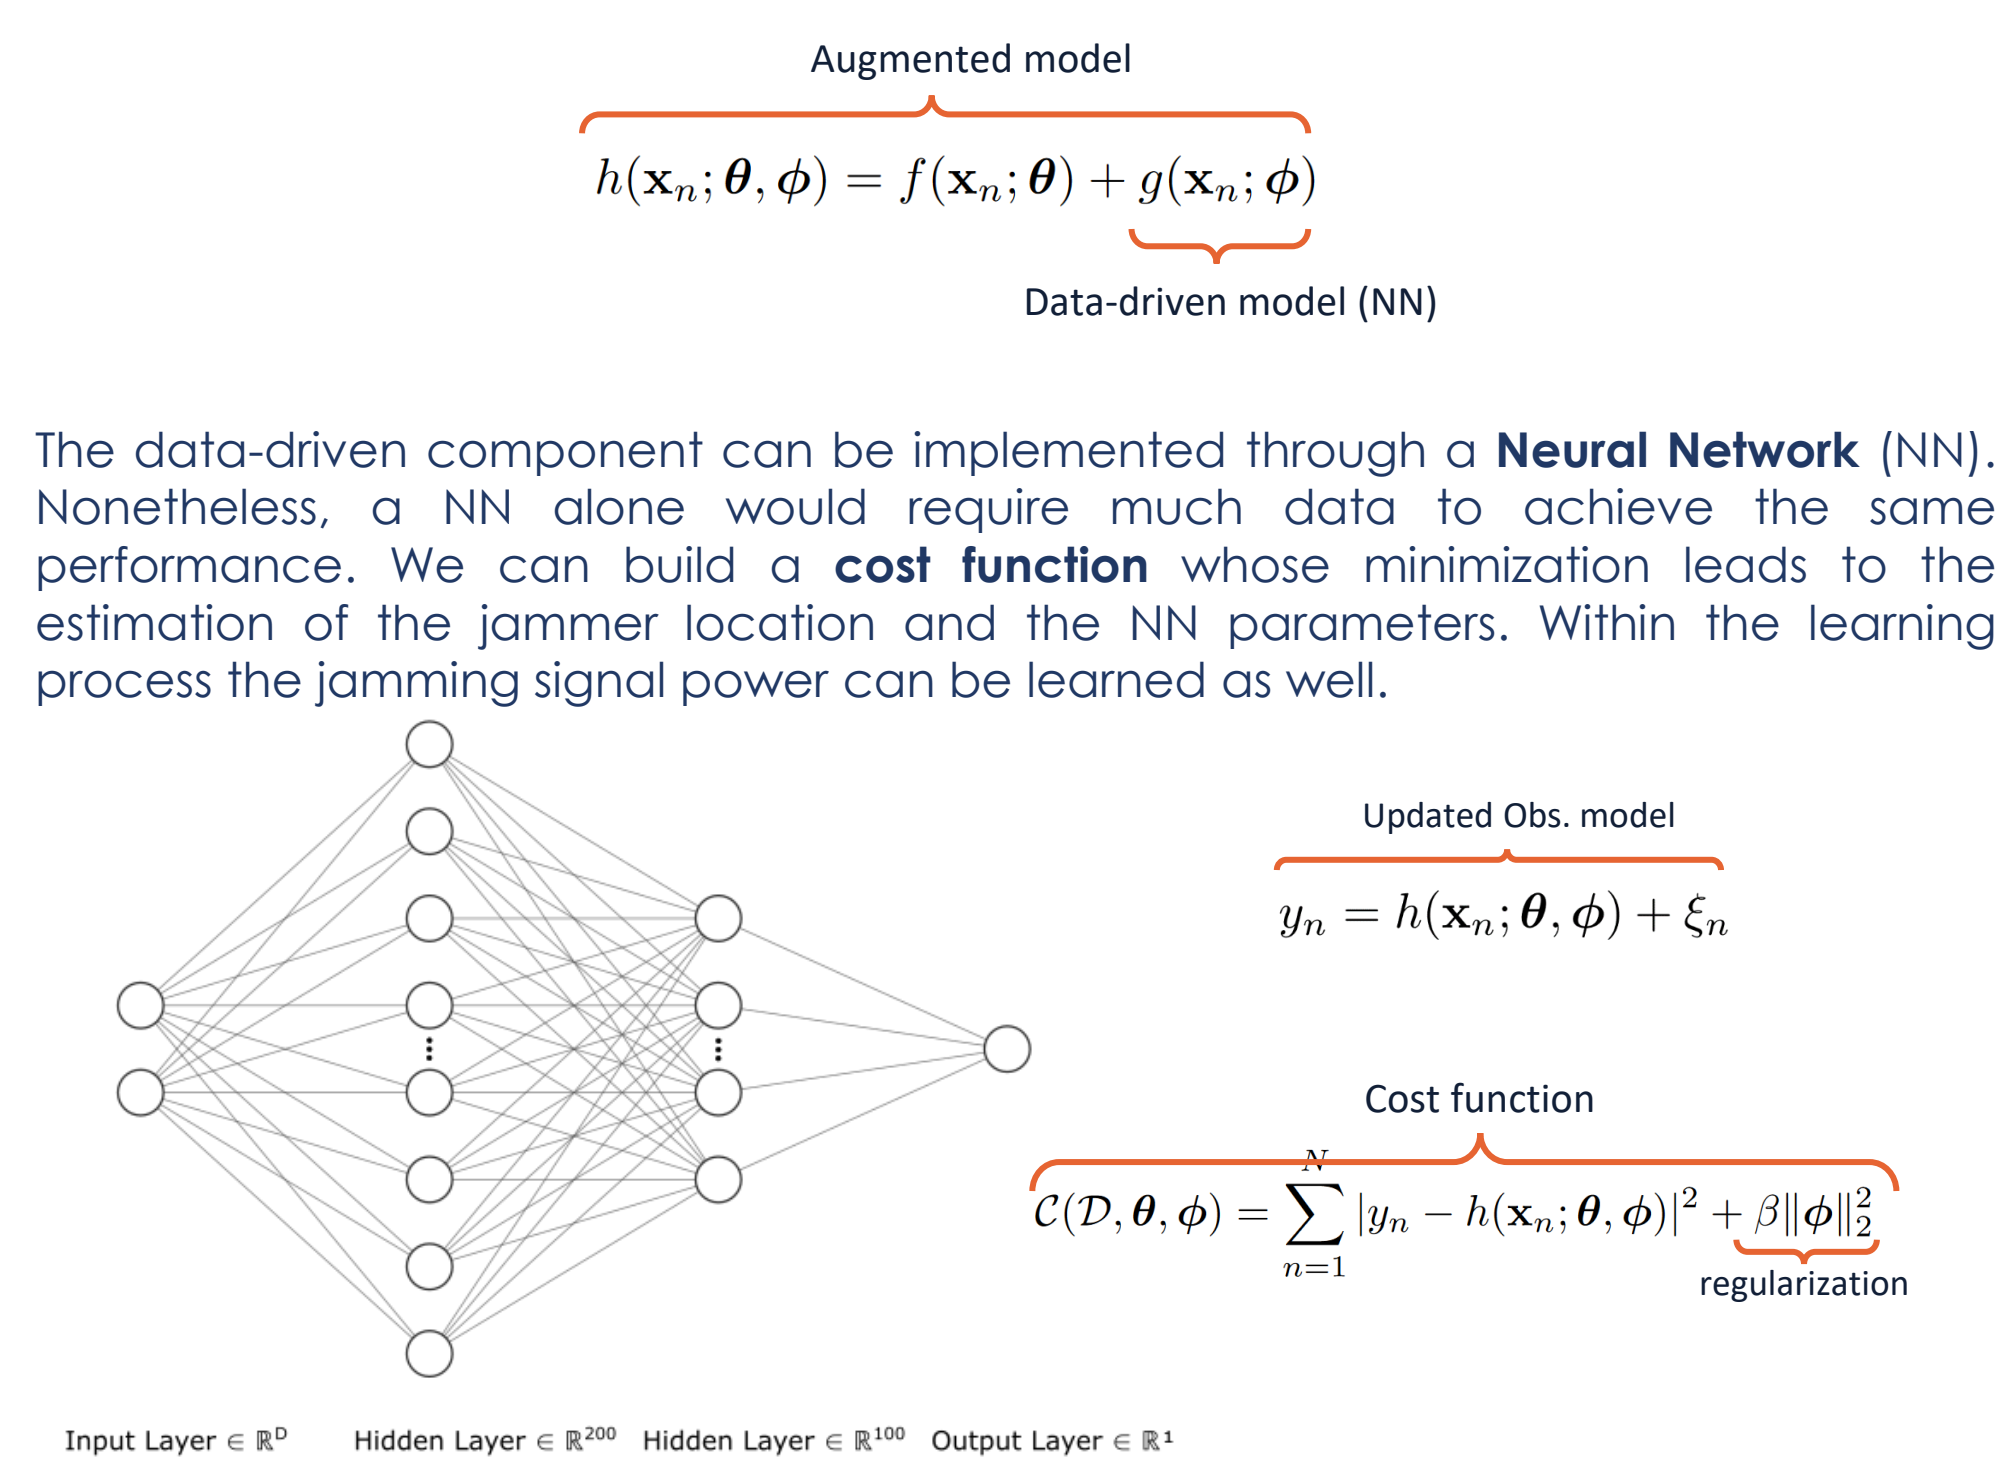 Augmented model
h(𝐱ₙ; 𝜽, 𝝓) = f(𝐱ₙ; 𝜽) + g(𝐱ₙ; 𝝓)
Data-driven model (NN)
The data-driven component can be implemented through a Neural Network (NN).
Nonetheless, a NN alone would require much data to achieve the same
performance. We can build a cost function whose minimization leads to the
estimation of the jammer location and the NN parameters. Within the learning
process the jamming signal power can be learned as well.
Updated Obs. model
yₙ = h(𝐱ₙ; 𝜽, 𝝓) + ξₙ
Cost function
𝒞(𝒟, 𝜽, 𝝓) = ∑ₙ₌₁ᴺ |yₙ − h(𝐱ₙ; 𝜽, 𝝓)|² + β‖𝝓‖₂²
regularization
Input Layer ∈ ℝᴰ Hidden Layer ∈ ℝ²⁰⁰ Hidden Layer ∈ ℝ¹⁰⁰ Output Layer ∈ ℝ¹